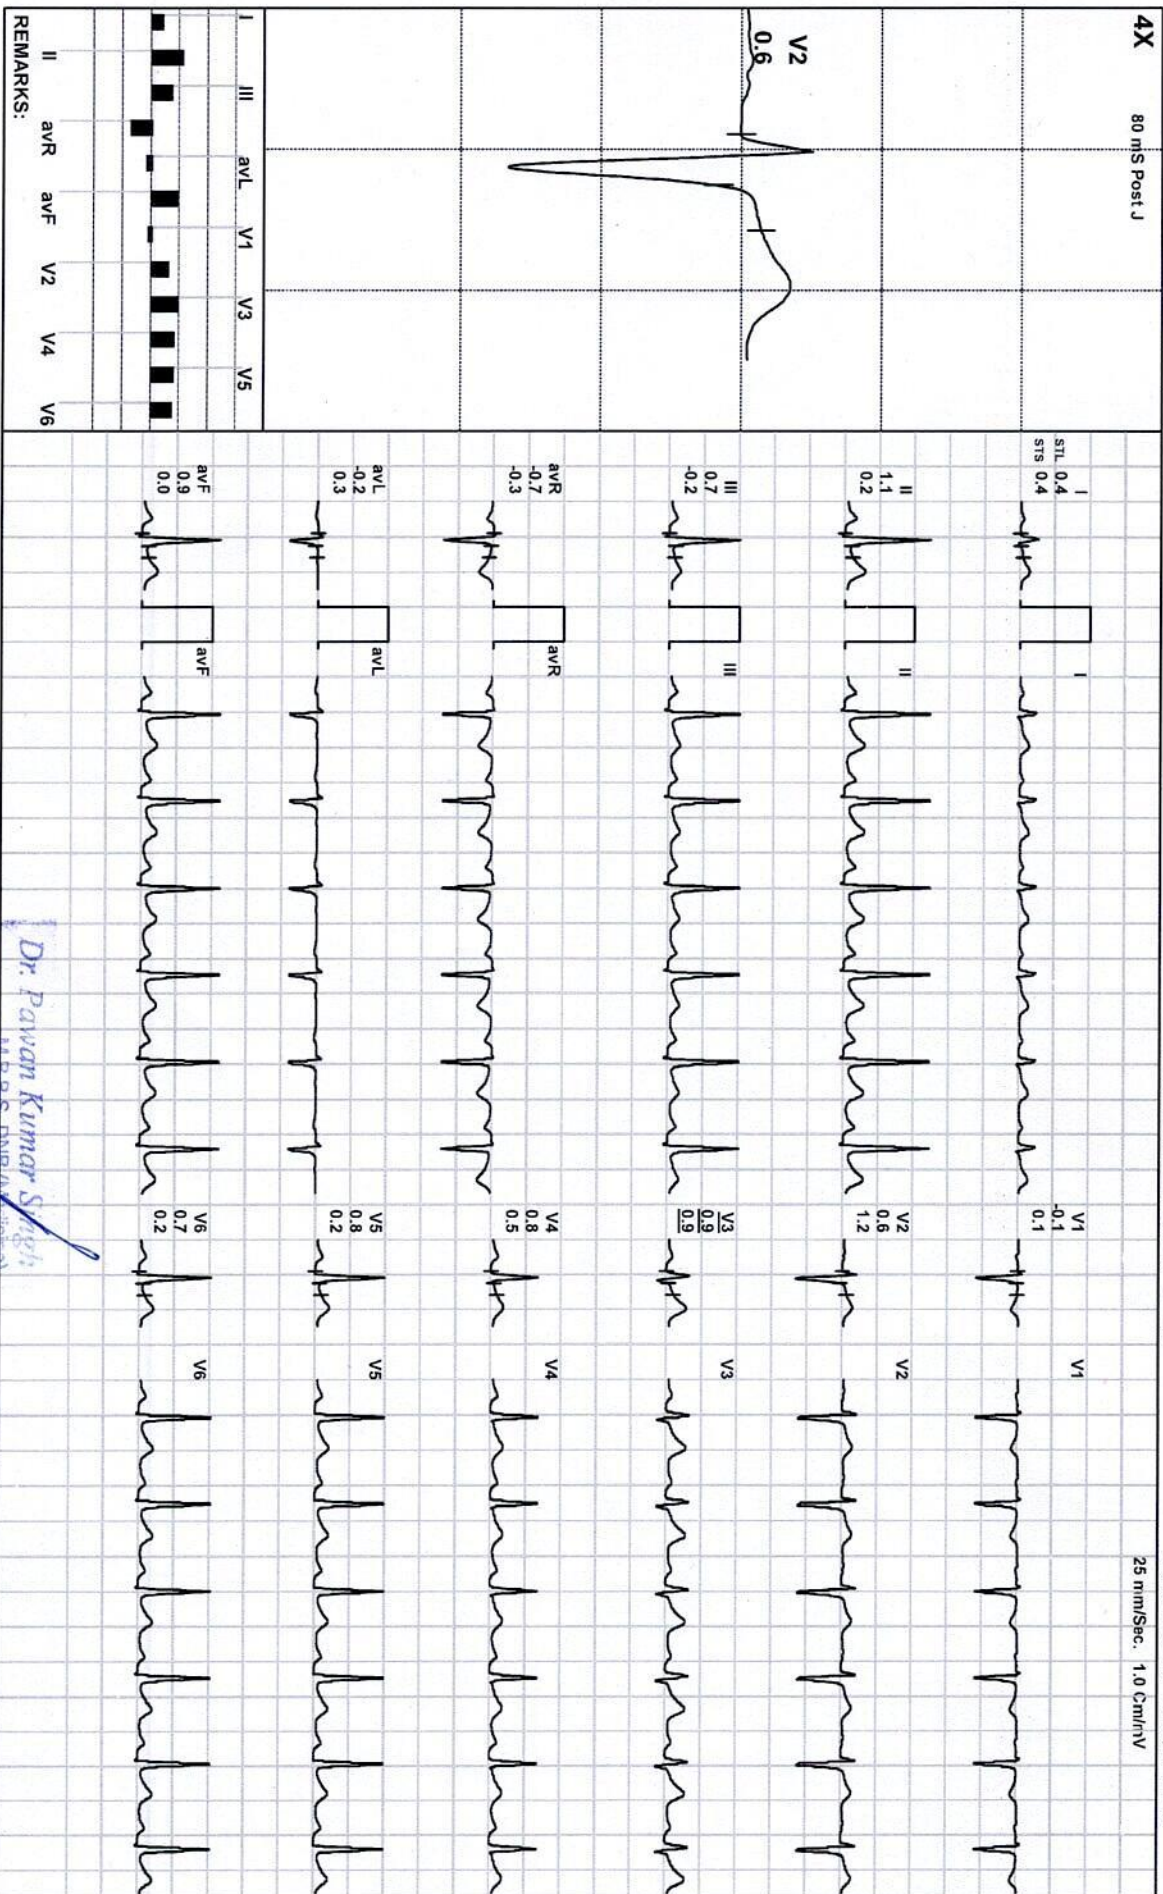 4X
80 mS Post J
25 mm/Sec. 1.0 Cm/mV
V2
0.6
I
STL 0.4
STS 0.4
I
V1
-0.1
0.1
V1
II
1.1
0.2
II
V2
0.6
1.2
V2
III
0.7
-0.2
III
V3
0.9
0.9
V3
avR
-0.7
-0.3
avR
V4
0.8
0.5
V4
avL
-0.2
0.3
avL
V5
0.8
0.2
V5
avF
0.9
0.0
avF
V6
0.7
0.2
V6
I III avL V1 V3 V5
II avR avF V2 V4 V6
REMARKS:
Dr. Pawan Kumar Singh